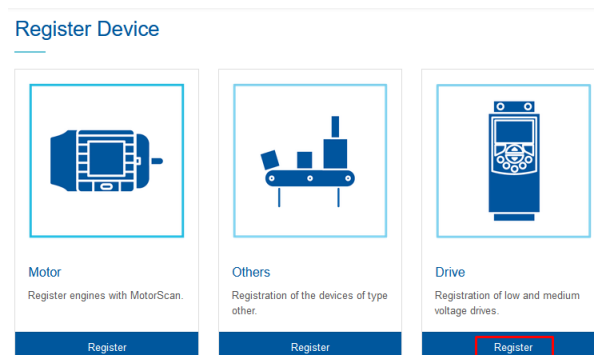 Register Device
Motor
Register engines with MotorScan.
Register
Others
Registration of the devices of type
other.
Register
Drive
Registration of low and medium
voltage drives.
Register